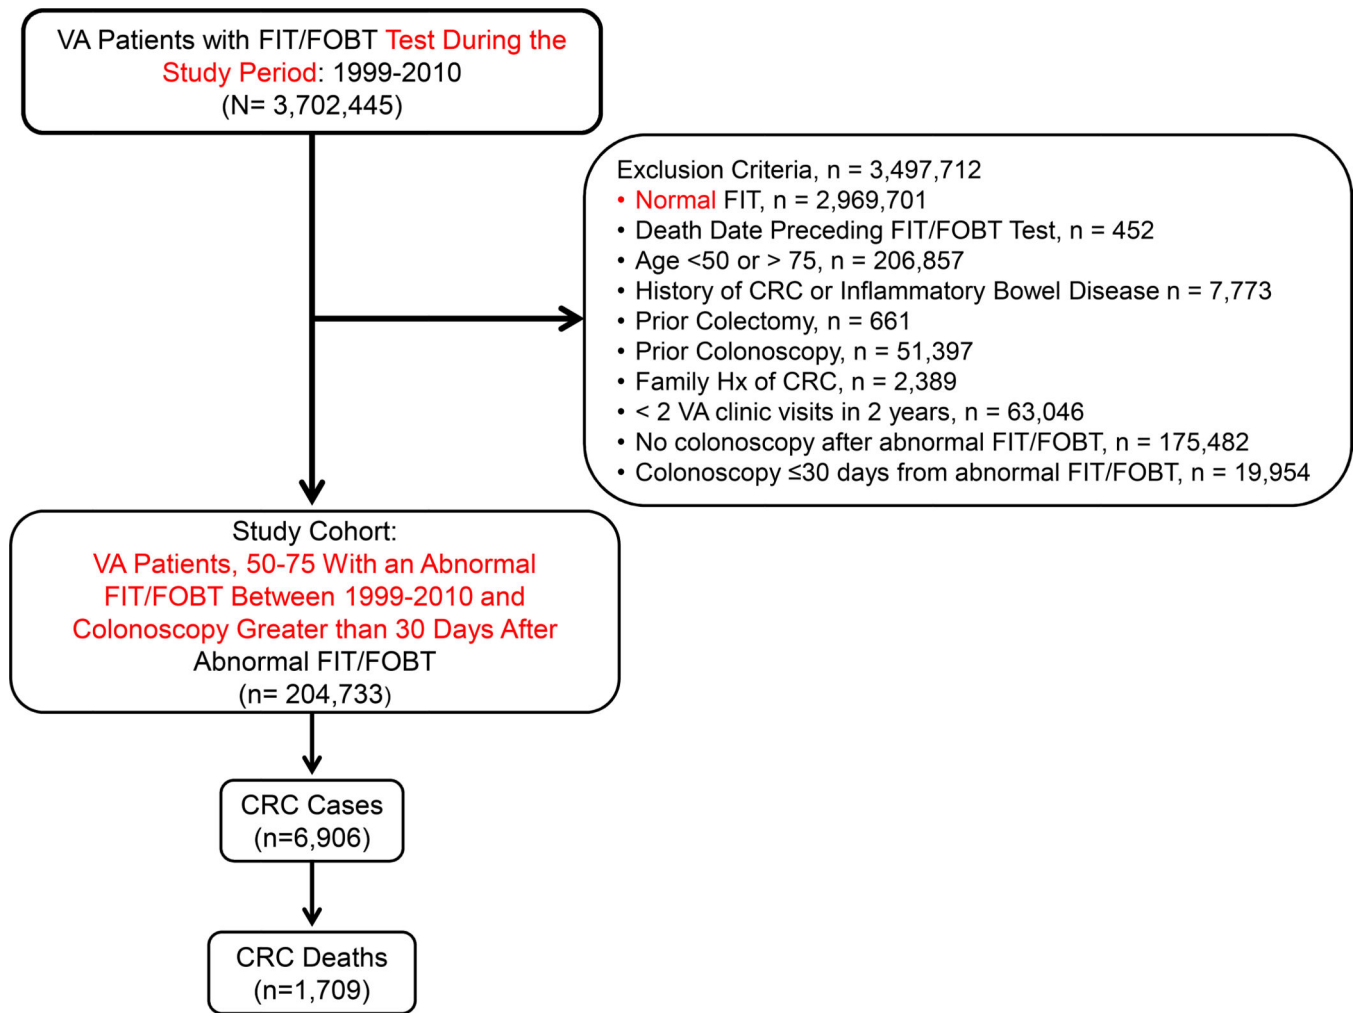 VA Patients with FIT/FOBT Test During the
Study Period: 1999-2010
(N= 3,702,445)
Exclusion Criteria, n = 3,497,712
• Normal FIT, n = 2,969,701
• Death Date Preceding FIT/FOBT Test, n = 452
• Age <50 or > 75, n = 206,857
• History of CRC or Inflammatory Bowel Disease n = 7,773
• Prior Colectomy, n = 661
• Prior Colonoscopy, n = 51,397
• Family Hx of CRC, n = 2,389
• < 2 VA clinic visits in 2 years, n = 63,046
• No colonoscopy after abnormal FIT/FOBT, n = 175,482
• Colonoscopy ≤30 days from abnormal FIT/FOBT, n = 19,954
Study Cohort:
VA Patients, 50-75 With an Abnormal
FIT/FOBT Between 1999-2010 and
Colonoscopy Greater than 30 Days After
Abnormal FIT/FOBT
(n= 204,733)
CRC Cases
(n=6,906)
CRC Deaths
(n=1,709)